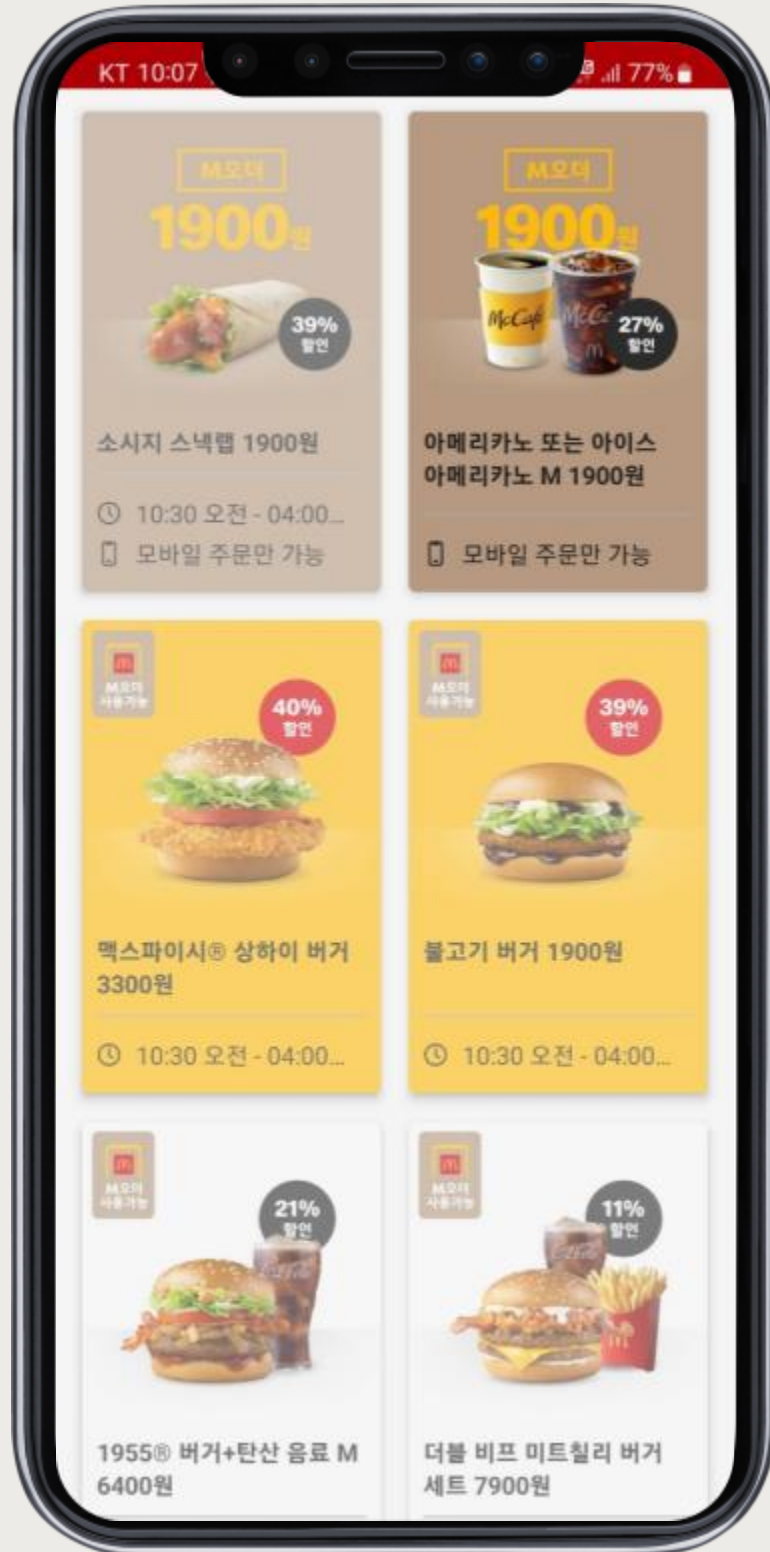 KT 10:07
77%
M오더
1900원
39%
할인
소시지 스낵랩 1900원
10:30 오전 - 04:00...
모바일 주문만 가능
M오더
1900원
McCafé
McC
27%
할인
아메리카노 또는 아이스
아메리카노 M 1900원
모바일 주문만 가능
M오더
사용가능
40%
할인
맥스파이시® 상하이 버거
3300원
10:30 오전 - 04:00...
M오더
사용가능
39%
할인
불고기 버거 1900원
10:30 오전 - 04:00...
M오더
사용가능
21%
할인
Coca-Cola
1955® 버거+탄산 음료 M
6400원
M오더
사용가능
11%
할인
Coca-Cola
더블 비프 미트칠리 버거
세트 7900원